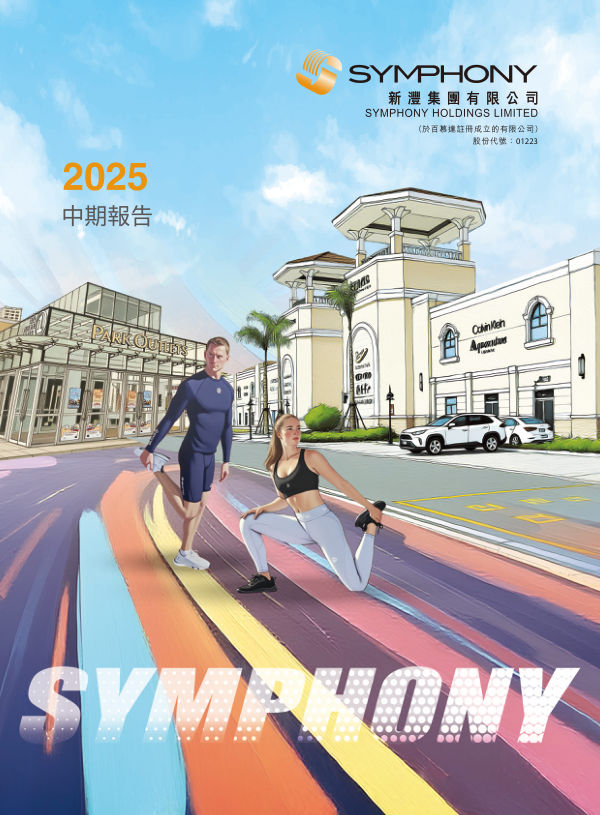 SYMPHONY
新灃集團有限公司
SYMPHONY HOLDINGS LIMITED
（於百慕達註冊成立的有限公司）
股份代號：01223
2025
中期報告
PARK OUTLETS
Calvin Klein
SYMPHONY